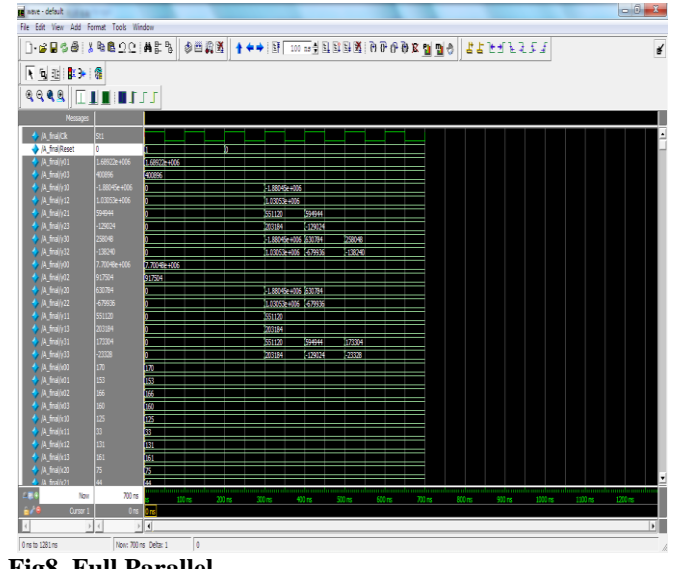 wave - default
File Edit View Add Format Tools Window
100 ns
Messages
/A_final/Clk St1
/A_final/Reset 0 1 0
/A_final/y01 1.68922e+006 1.68922e+006
/A_final/y03 400896 400896
/A_final/y10 -1.88045e+006 0 -1.88045e+006
/A_final/y12 1.03053e+006 0 1.03053e+006
/A_final/y21 594944 0 551120 594944
/A_final/y23 -129024 0 203184 -129024
/A_final/y30 258048 0 -1.88045e+006 630784 258048
/A_final/y32 -138240 0 1.03053e+006 -679936 -138240
/A_final/y00 7.70048e+006 7.70048e+006
/A_final/y02 917504 917504
/A_final/y20 630784 0 -1.88045e+006 630784
/A_final/y22 -679936 0 1.03053e+006 -679936
/A_final/y11 551120 0 551120
/A_final/y13 203184 0 203184
/A_final/y31 173304 0 551120 594944 173304
/A_final/y33 -23328 0 203184 -129024 -23328
/A_final/x00 170 170
/A_final/x01 153 153
/A_final/x02 166 166
/A_final/x03 160 160
/A_final/x10 125 125
/A_final/x11 33 33
/A_final/x12 131 131
/A_final/x13 161 161
/A_final/x20 75 75
/A_final/x21 44 44
Now 700 ns ns 100 ns 200 ns 300 ns 400 ns 500 ns 600 ns 700 ns 800 ns 900 ns 1000 ns 1100 ns 1200 ns
Cursor 1 0 ns 0 ns
0 ns to 1281 ns Now: 700 ns Delta: 1 0
Fig8. Full Parallel